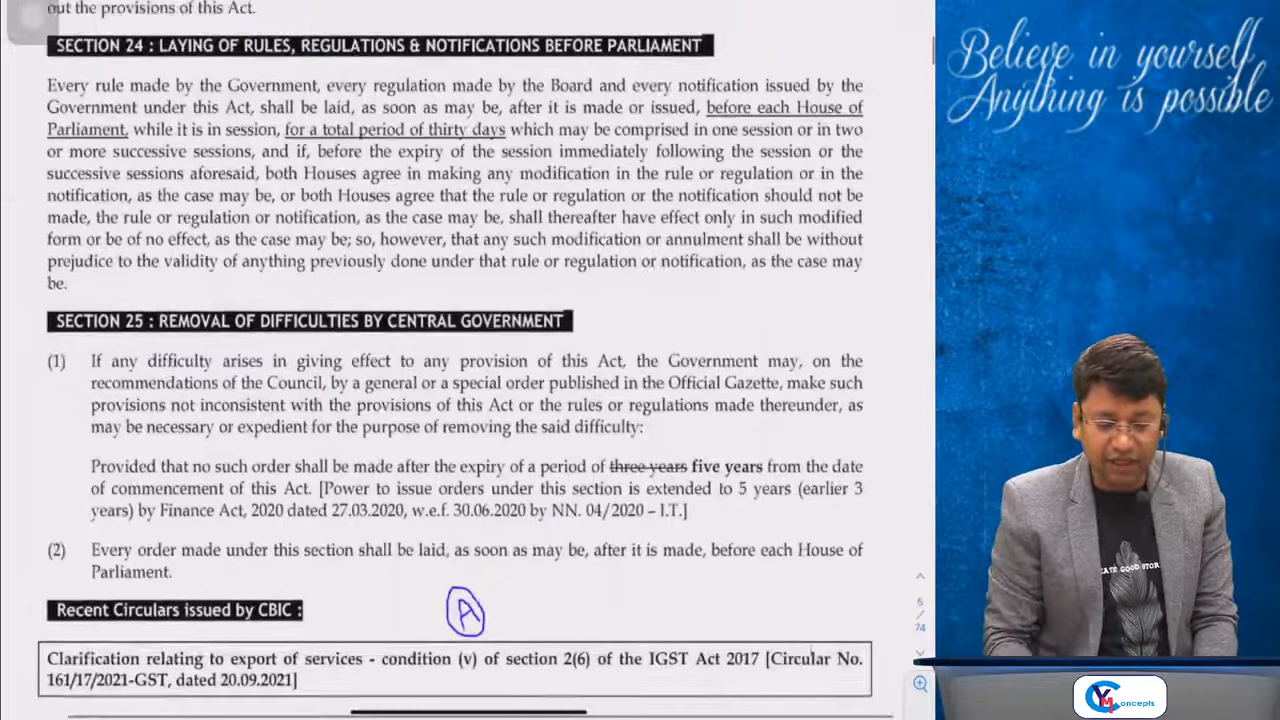 out the provisions of this Act.
SECTION 24 : LAYING OF RULES, REGULATIONS & NOTIFICATIONS BEFORE PARLIAMENT
Every rule made by the Government, every regulation made by the Board and every notification issued by the
Government under this Act, shall be laid, as soon as may be, after it is made or issued, before each House of
Parliament, while it is in session, for a total period of thirty days which may be comprised in one session or in two
or more successive sessions, and if, before the expiry of the session immediately following the session or the
successive sessions aforesaid, both Houses agree in making any modification in the rule or regulation or in the
notification, as the case may be, or both Houses agree that the rule or regulation or the notification should not be
made, the rule or regulation or notification, as the case may be, shall thereafter have effect only in such modified
form or be of no effect, as the case may be; so, however, that any such modification or annulment shall be without
prejudice to the validity of anything previously done under that rule or regulation or notification, as the case may
be.
SECTION 25 : REMOVAL OF DIFFICULTIES BY CENTRAL GOVERNMENT
(1) If any difficulty arises in giving effect to any provision of this Act, the Government may, on the
recommendations of the Council, by a general or a special order published in the Official Gazette, make such
provisions not inconsistent with the provisions of this Act or the rules or regulations made thereunder, as
may be necessary or expedient for the purpose of removing the said difficulty:
Provided that no such order shall be made after the expiry of a period of three years five years from the date
of commencement of this Act. [Power to issue orders under this section is extended to 5 years (earlier 3
years) by Finance Act, 2020 dated 27.03.2020, w.e.f. 30.06.2020 by NN. 04/2020 – I.T.]
(2) Every order made under this section shall be laid, as soon as may be, after it is made, before each House of
Parliament.
Recent Circulars issued by CBIC :
A
Clarification relating to export of services - condition (v) of section 2(6) of the IGST Act 2017 [Circular No.
161/17/2021-GST, dated 20.09.2021]
6
/
74
Believe in yourself
Anything is possible
CATE GOOD STOR
YM
Concepts